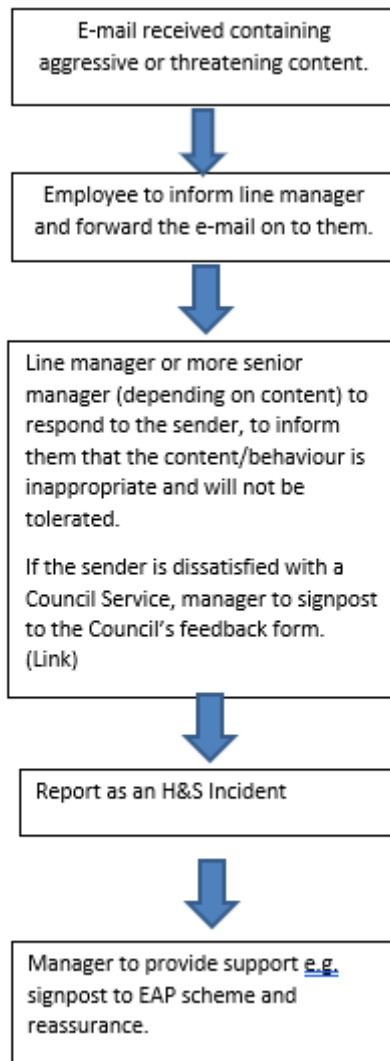 E-mail received containing
aggressive or threatening content.
Employee to inform line manager
and forward the e-mail on to them.
Line manager or more senior
manager (depending on content) to
respond to the sender, to inform
them that the content/behaviour is
inappropriate and will not be
tolerated.
If the sender is dissatisfied with a
Council Service, manager to signpost
to the Council's feedback form.
(Link)
Report as an H&S Incident
Manager to provide support e.g.
signpost to EAP scheme and
reassurance.